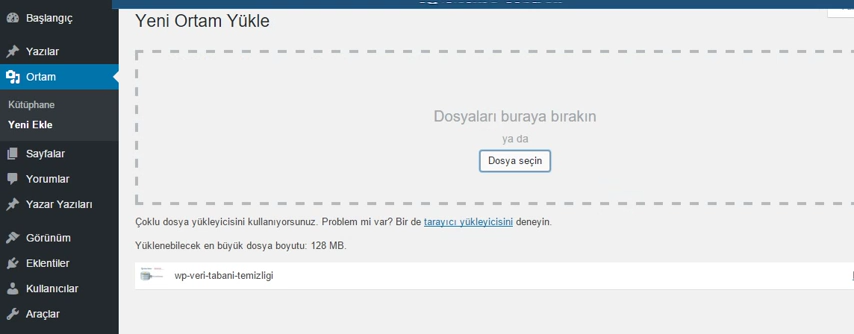 Başlangıç
Yazılar
Ortam
Kütüphane
Yeni Ekle
Sayfalar
Yorumlar
Yazar Yazıları
Görünüm
Eklentiler
Kullanıcılar
Araçlar
Yeni Ortam Yükle
Dosyaları buraya bırakın
ya da
Dosya seçin
Çoklu dosya yükleyicisini kullanıyorsunuz. Problem mi var? Bir de tarayıcı yükleyicisini deneyin.
Yüklenebilecek en büyük dosya boyutu: 128 MB.
wp-veri-tabani-temizligi